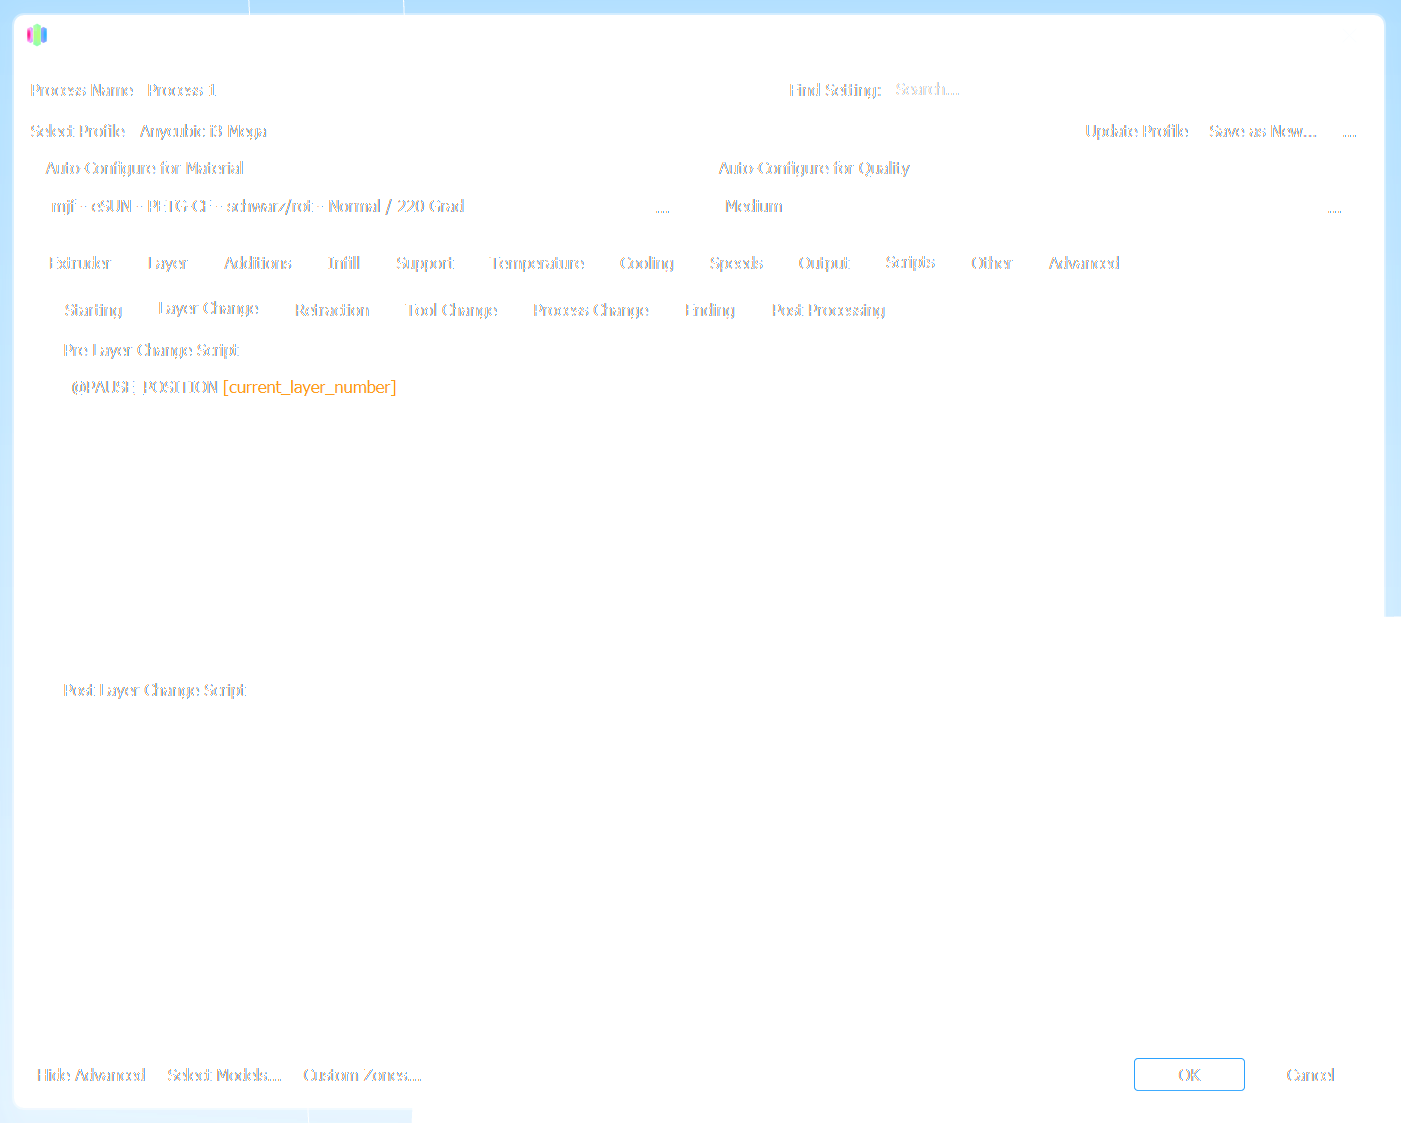 Process Name Process 1 Find Setting: Search...
Select Profile Anycubic i3 Mega Update Profile Save as New... ...
Auto-Configure for Material Auto-Configure for Quality
mjf - eSUN - PETG-CF - schwarz/rot - Normal / 220 Grad ... Medium ...
Extruder Layer Additions Infill Support Temperature Cooling Speeds Output Scripts Other Advanced
Starting Layer Change Retraction Tool Change Process Change Ending Post Processing
Pre Layer Change Script
@PAUSE_POSITION [current_layer_number]
Post Layer Change Script
Hide Advanced Select Models... Custom Zones... OK Cancel